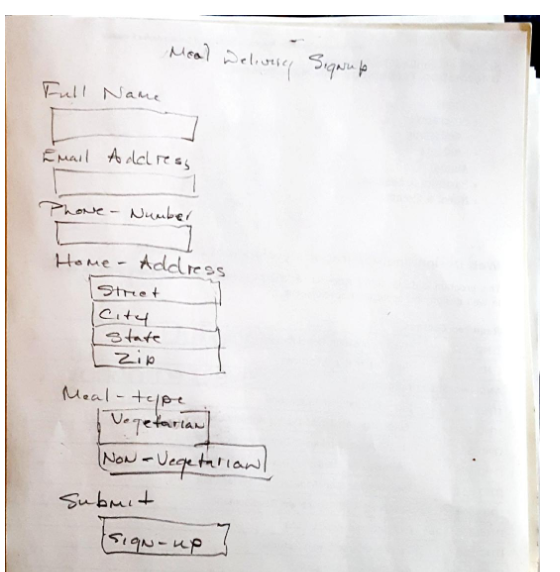 Meal Delivery Signup
Full Name
Email Address
Phone - Number
Home - Address
Street
City
State
Zip
Meal - type
Vegetarian
Non - Vegetarian
Submit
Sign - up